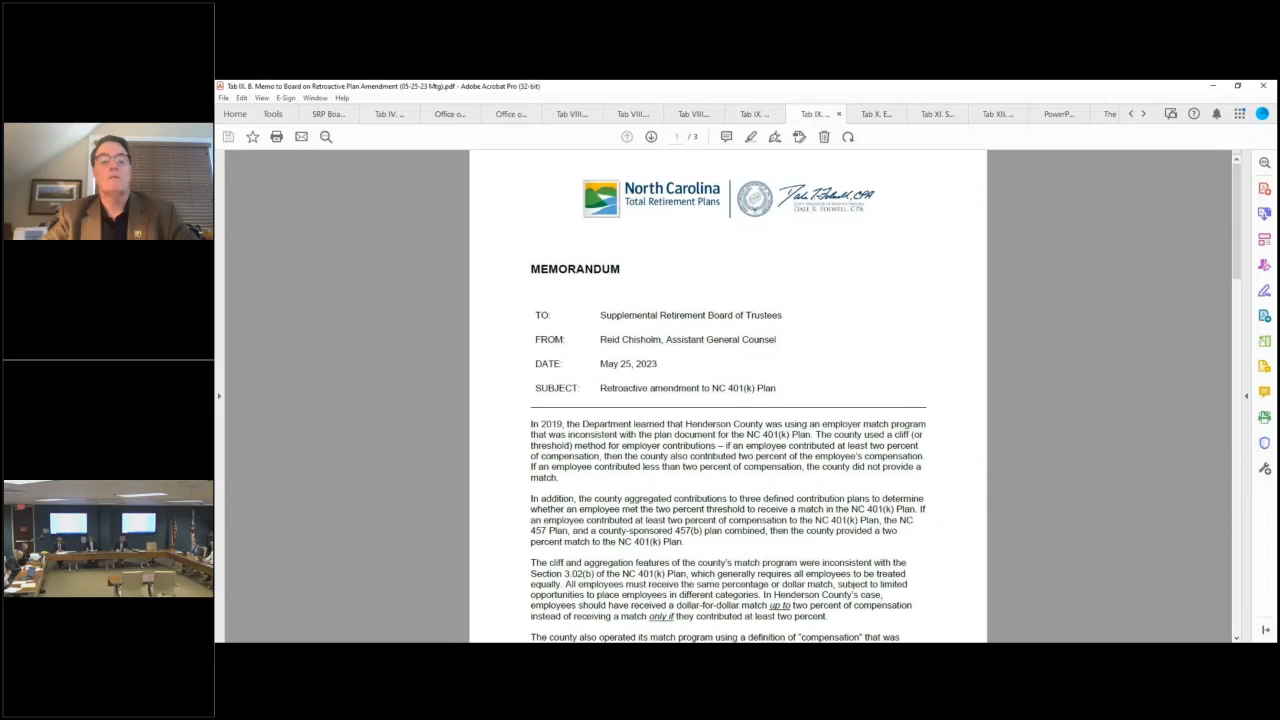 Tab IX. B. Memo to Board on Retroactive Plan Amendment (05-25-23 Mtg).pdf - Adobe Acrobat Pro (32-bit)
File Edit View E-Sign Window Help
Home Tools SRP Boa... Tab IV. ... Office o... Office o... Tab VIII.... Tab VIII.... Tab VIII.... Tab IX. ... Tab IX. ... × Tab X. E... Tab XI. S... Tab XII. ... PowerP... The
1 / 3
North Carolina
Total Retirement Plans
DALE R. FOLWELL, CPA
MEMORANDUM
TO: Supplemental Retirement Board of Trustees
FROM: Reid Chisholm, Assistant General Counsel
DATE: May 25, 2023
SUBJECT: Retroactive amendment to NC 401(k) Plan
In 2019, the Department learned that Henderson County was using an employer match program
that was inconsistent with the plan document for the NC 401(k) Plan. The county used a cliff (or
threshold) method for employer contributions – if an employee contributed at least two percent
of compensation, then the county also contributed two percent of the employee's compensation.
If an employee contributed less than two percent of compensation, the county did not provide a
match.
In addition, the county aggregated contributions to three defined contribution plans to determine
whether an employee met the two percent threshold to receive a match in the NC 401(k) Plan. If
an employee contributed at least two percent of compensation to the NC 401(k) Plan, the NC
457 Plan, and a county-sponsored 457(b) plan combined, then the county provided a two
percent match to the NC 401(k) Plan.
The cliff and aggregation features of the county's match program were inconsistent with the
Section 3.02(b) of the NC 401(k) Plan, which generally requires all employees to be treated
equally. All employees must receive the same percentage or dollar match, subject to limited
opportunities to place employees in different categories. In Henderson County's case,
employees should have received a dollar-for-dollar match up to two percent of compensation
instead of receiving a match only if they contributed at least two percent.
The county also operated its match program using a definition of "compensation" that was